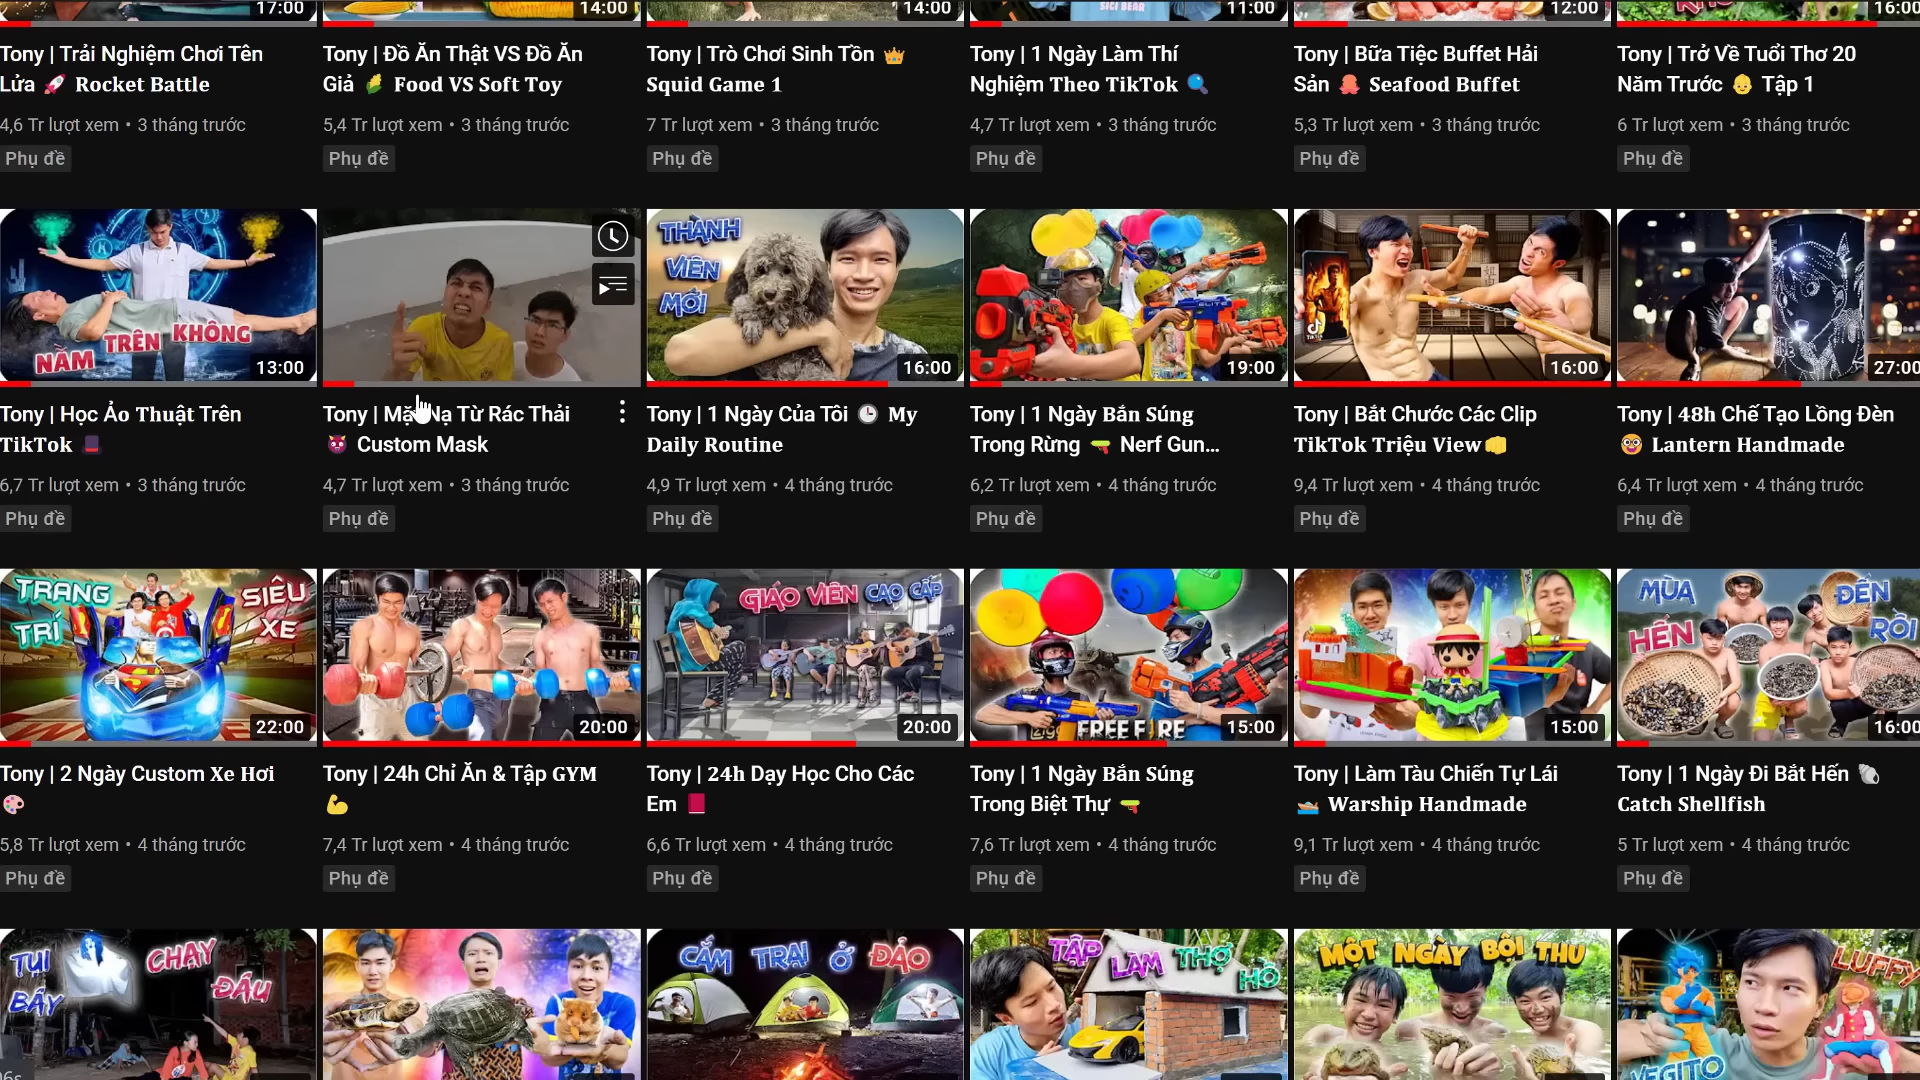 17:00
14:00
14:00
SICI BEAR
11:00
12:00
16:00
Tony | Trải Nghiệm Chơi Tên
Lửa 🚀 Rocket Battle
4,6 Tr lượt xem • 3 tháng trước
Phụ đề
Tony | Đồ Ăn Thật VS Đồ Ăn
Giả 🌽 Food VS Soft Toy
5,4 Tr lượt xem • 3 tháng trước
Phụ đề
Tony | Trò Chơi Sinh Tồn 👑
Squid Game 1
7 Tr lượt xem • 3 tháng trước
Phụ đề
Tony | 1 Ngày Làm Thí
Nghiệm Theo TikTok 🔍
4,7 Tr lượt xem • 3 tháng trước
Phụ đề
Tony | Bữa Tiệc Buffet Hải
Sản 🐙 Seafood Buffet
5,3 Tr lượt xem • 3 tháng trước
Phụ đề
Tony | Trở Về Tuổi Thơ 20
Năm Trước 👶 Tập 1
6 Tr lượt xem • 3 tháng trước
Phụ đề
NẰM TRÊN KHÔNG
13:00
THÀNH
VIÊN
MỚI
16:00
ELITE
19:00
TIKTOK
16:00
27:00
Tony | Học Ảo Thuật Trên
TikTok 🎩
6,7 Tr lượt xem • 3 tháng trước
Phụ đề
Tony | Mặt Nạ Từ Rác Thải
👿 Custom Mask
4,7 Tr lượt xem • 3 tháng trước
Phụ đề
Tony | 1 Ngày Của Tôi 🕒 My
Daily Routine
4,9 Tr lượt xem • 4 tháng trước
Phụ đề
Tony | 1 Ngày Bắn Súng
Trong Rừng 🔫 Nerf Gun...
6,2 Tr lượt xem • 4 tháng trước
Phụ đề
Tony | Bắt Chước Các Clip
TikTok Triệu View👊
9,4 Tr lượt xem • 4 tháng trước
Phụ đề
Tony | 48h Chế Tạo Lồng Đèn
🤓 Lantern Handmade
6,4 Tr lượt xem • 4 tháng trước
Phụ đề
TRANG
TRÍ
SIÊU
XE
22:00
20:00
GIÁO VIÊN CAO CẤP
20:00
FREE FIRE
15:00
15:00
MÙA
HẾN
ĐẾN
RỒI
16:00
Tony | 2 Ngày Custom Xe Hơi
🎨
5,8 Tr lượt xem • 4 tháng trước
Phụ đề
Tony | 24h Chỉ Ăn & Tập GYM
💪
7,4 Tr lượt xem • 4 tháng trước
Phụ đề
Tony | 24h Dạy Học Cho Các
Em 📕
6,6 Tr lượt xem • 4 tháng trước
Phụ đề
Tony | 1 Ngày Bắn Súng
Trong Biệt Thự 🔫
7,6 Tr lượt xem • 4 tháng trước
Phụ đề
Tony | Làm Tàu Chiến Tự Lái
🚤 Warship Handmade
9,1 Tr lượt xem • 4 tháng trước
Phụ đề
Tony | 1 Ngày Đi Bắt Hến 🐚
Catch Shellfish
5 Tr lượt xem • 4 tháng trước
Phụ đề
TỤI
BÂY
CHẠY
ĐÂU
CẮM TRẠI Ở ĐẢO
TẬP LÀM THỢ HỒ
MỘT NGÀY BỘI THU
LUFFY
VEGITO